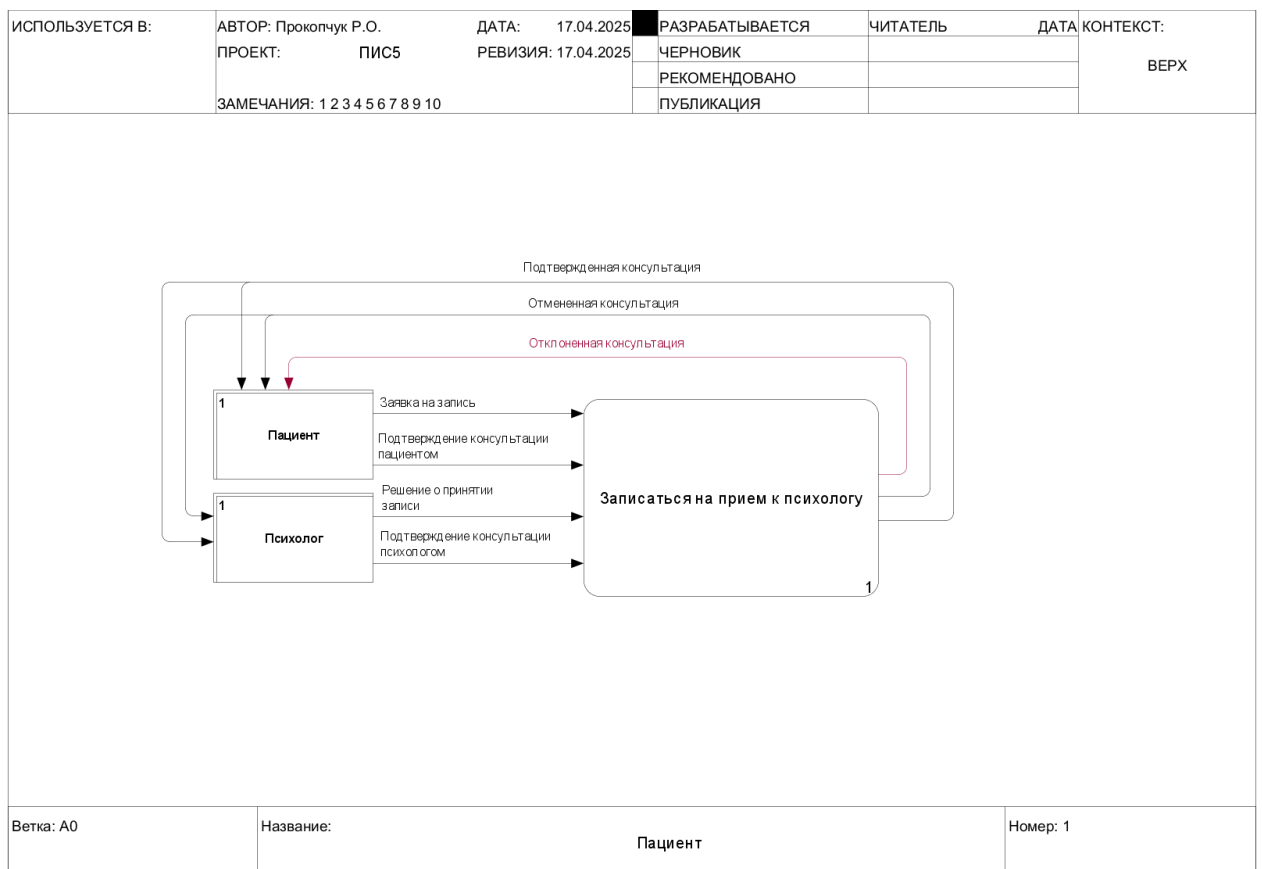 ИСПОЛЬЗУЕТСЯ В:
АВТОР: Прокопчук Р.О.
ДАТА: 17.04.2025
ПРОЕКТ: ПИС5
РЕВИЗИЯ: 17.04.2025
ЗАМЕЧАНИЯ: 1 2 3 4 5 6 7 8 9 10
РАЗРАБАТЫВАЕТСЯ
ЧЕРНОВИК
РЕКОМЕНДОВАНО
ПУБЛИКАЦИЯ
ЧИТАТЕЛЬ
ДАТА
КОНТЕКСТ:
ВЕРХ
Подтвержденная консультация
Отмененная консультация
Отклоненная консультация
1
Пациент
Заявка на запись
Подтверждение консультации
пациентом
1
Психолог
Решение о принятии
записи
Подтверждение консультации
психологом
Записаться на прием к психологу
1
Ветка: A0
Название:
Пациент
Номер: 1